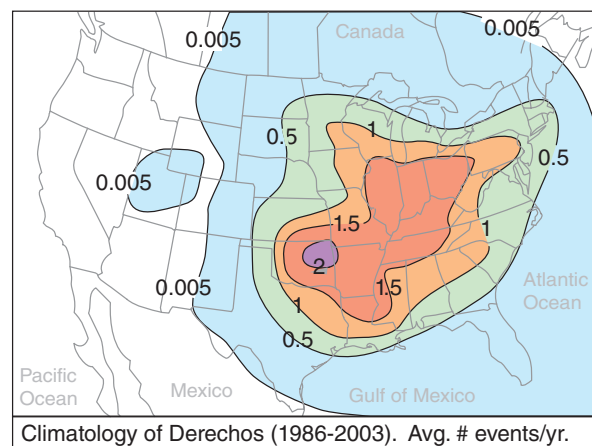 0.005
0.005
Canada
0.5
1
0.5
0.005
1.5
1
2
0.005
1.5
1
0.5
Atlantic
Ocean
Pacific
Ocean
Mexico
Gulf of Mexico
Climatology of Derechos (1986-2003). Avg. # events/yr.